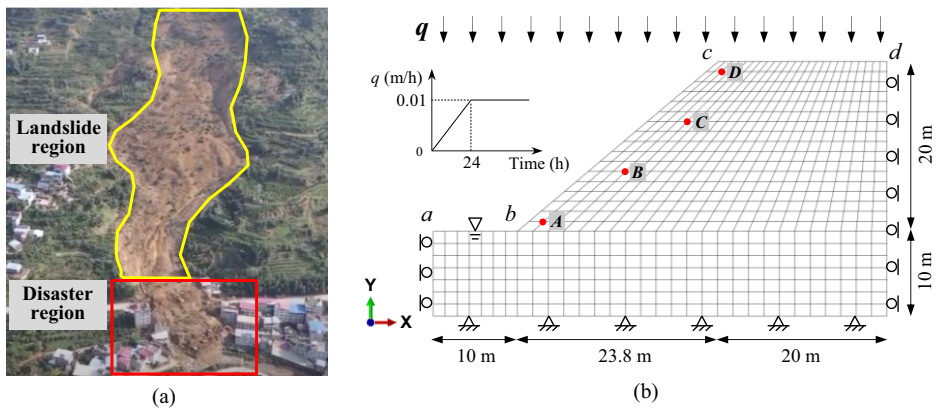 Landslide
region
Disaster
region
(a)
q
c
d
q (m/h)
0.01
0
24
Time (h)
D
C
B
A
a
b
20 m
10 m
Y
X
10 m
23.8 m
20 m
(b)